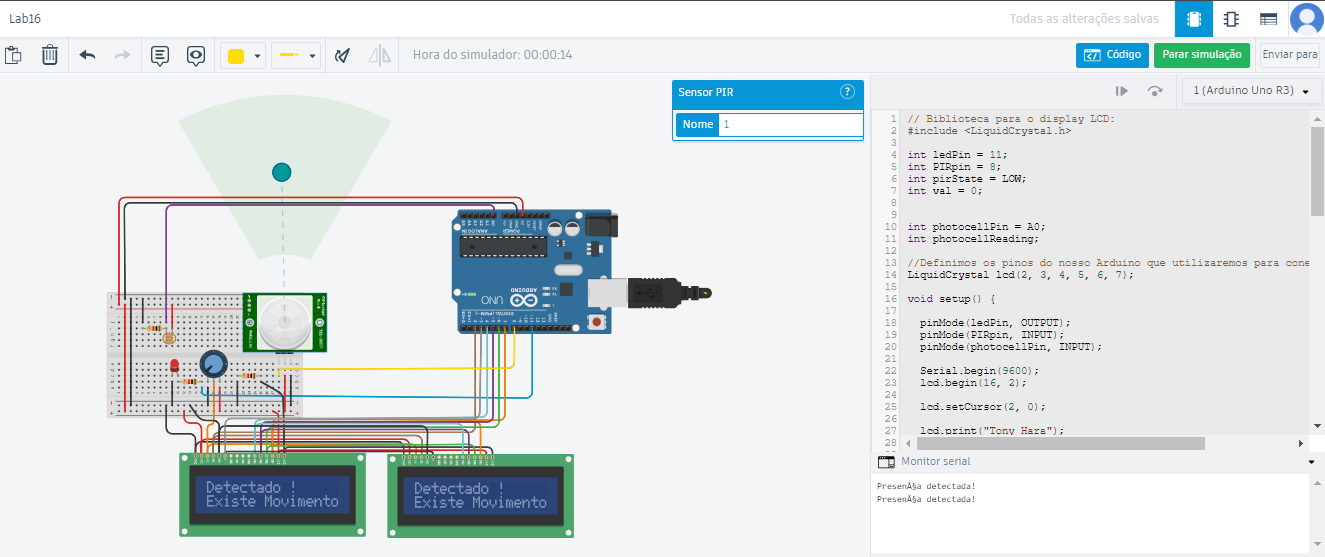 Lab16
Todas as alterações salvas
Hora do simulador: 00:00:14
Código
Parar simulação
Enviar para
Sensor PIR
?
Nome 1
1 (Arduino Uno R3)
1 // Biblioteca para o display LCD:
2 #include <LiquidCrystal.h>
3
4 int ledPin = 11;
5 int PIRpin = 8;
6 int pirState = LOW;
7 int val = 0;
8
9
10 int photocellPin = A0;
11 int photocellReading;
12
13 //Definimos os pinos do nosso Arduino que utilizaremos para cone
14 LiquidCrystal lcd(2, 3, 4, 5, 6, 7);
15
16 void setup() {
17
18 pinMode(ledPin, OUTPUT);
19 pinMode(PIRpin, INPUT);
20 pinMode(photocellPin, INPUT);
21
22 Serial.begin(9600);
23 lcd.begin(16, 2);
24
25 lcd.setCursor(2, 0);
26
27 lcd.print("Tony Hara");
28
Monitor serial
PresenÃ§a detectada!
PresenÃ§a detectada!
ANALOG IN
POWER
UNO
ARDUINO
Detectado !
Existe Movimento
Detectado !
Existe Movimento